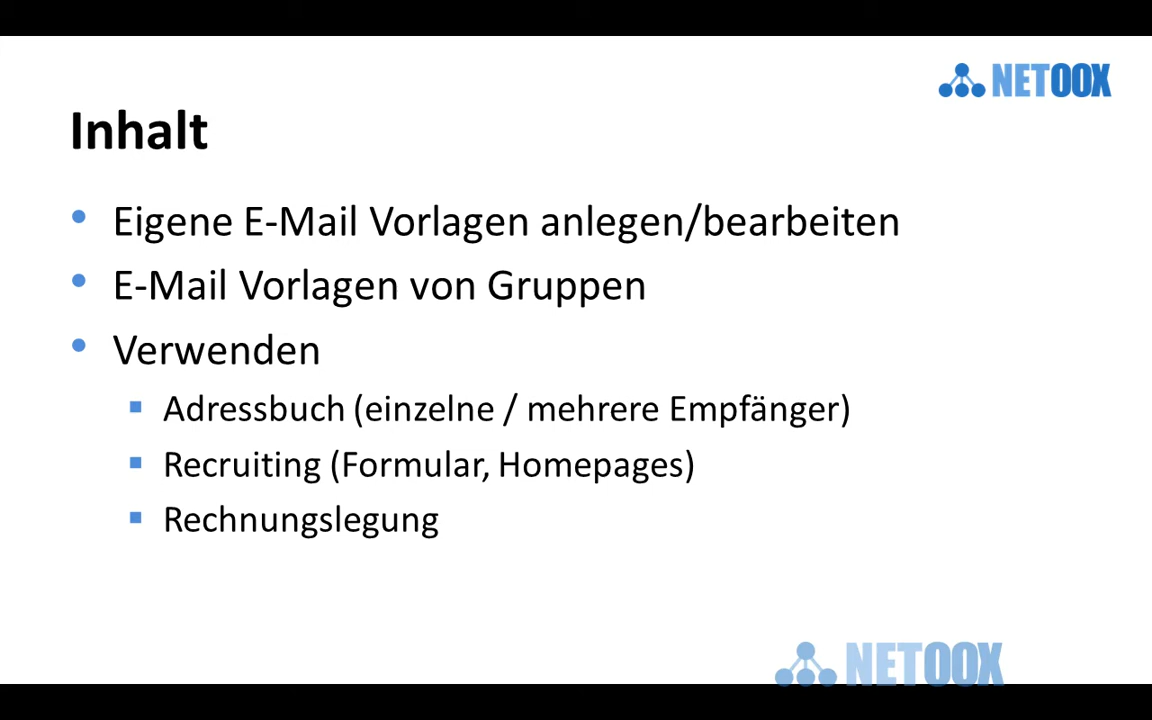 NETOOX
Inhalt
• Eigene E-Mail Vorlagen anlegen/bearbeiten
• E-Mail Vorlagen von Gruppen
• Verwenden
▪ Adressbuch (einzelne / mehrere Empfänger)
▪ Recruiting (Formular, Homepages)
▪ Rechnungslegung
NETOOX